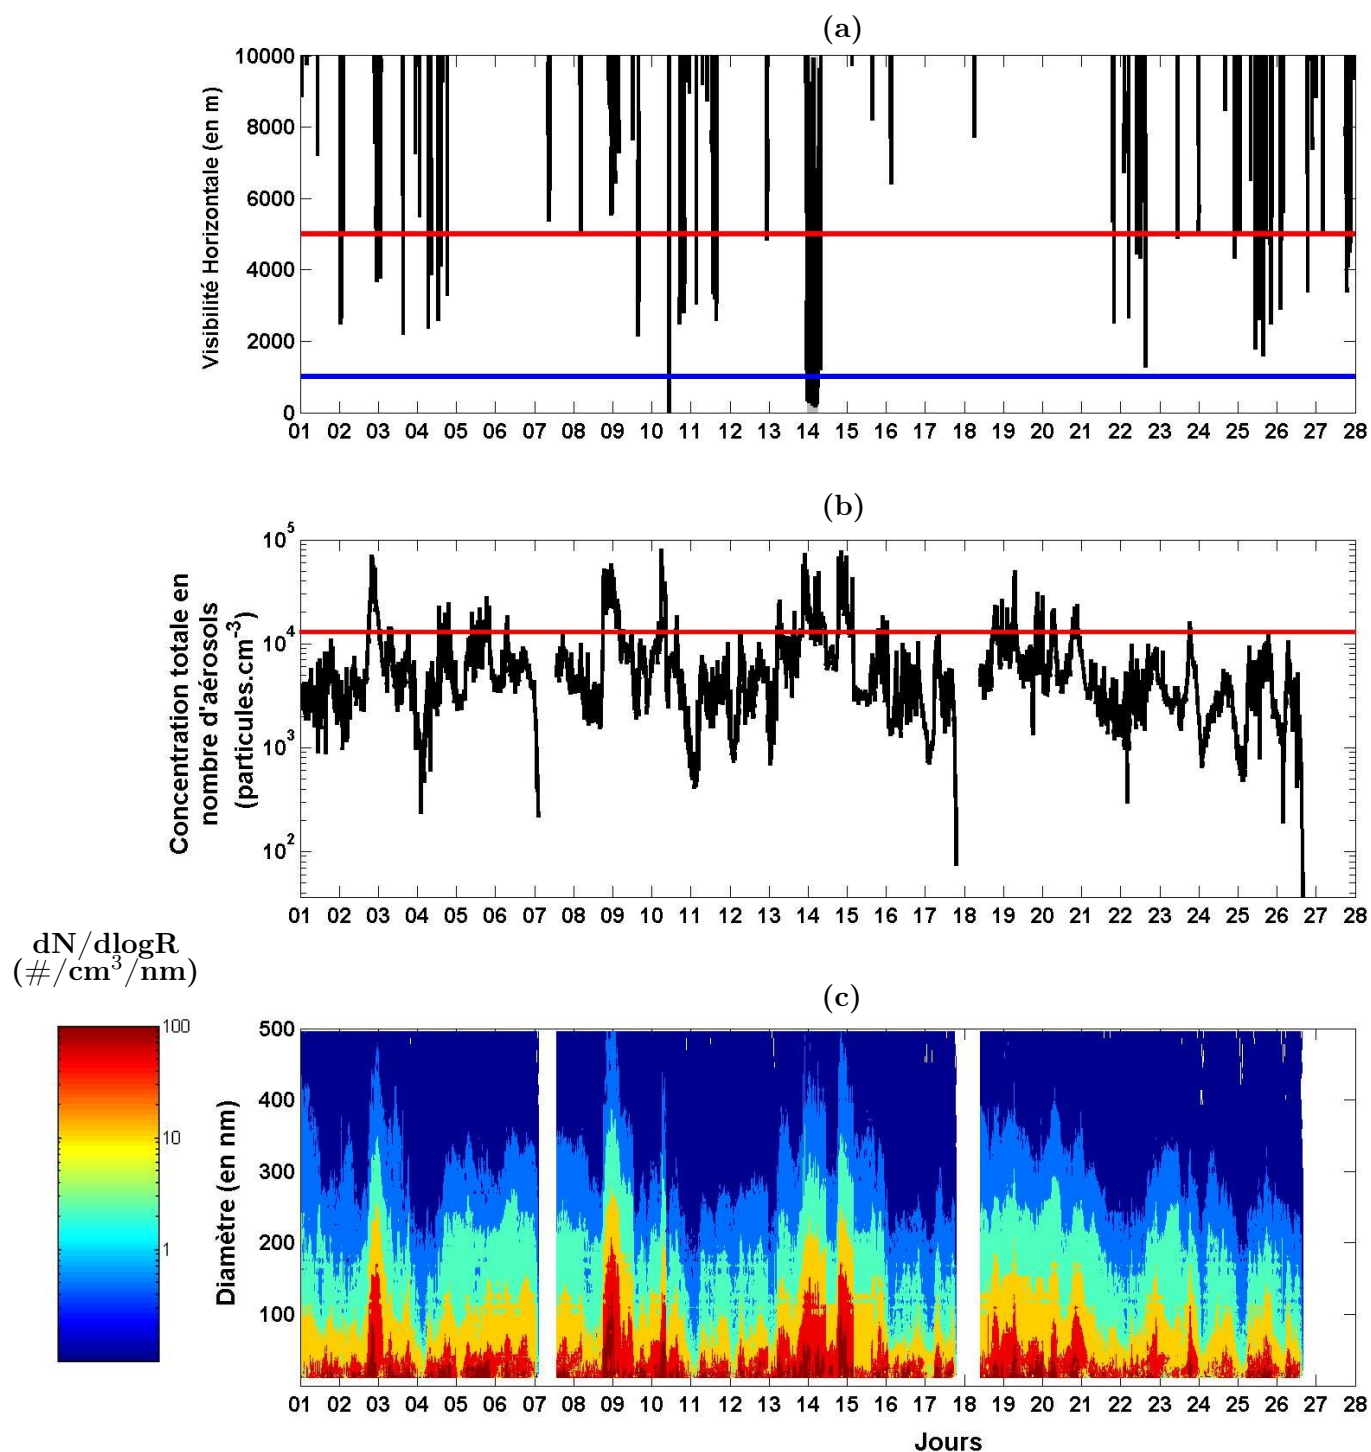 (a)
Visibilité Horizontale (en m)
10000
8000
6000
4000
2000
0
01 02 03 04 05 06 07 08 09 10 11 12 13 14 15 16 17 18 19 20 21 22 23 24 25 26 27 28
(b)
Concentration totale en
nombre d'aérosols
(particules.cm-3)
10^5
10^4
10^3
10^2
01 02 03 04 05 06 07 08 09 10 11 12 13 14 15 16 17 18 19 20 21 22 23 24 25 26 27 28
dN/dlogR
(#/cm3/nm)
100
10
1
(c)
Diamètre (en nm)
500
400
300
200
100
01 02 03 04 05 06 07 08 09 10 11 12 13 14 15 16 17 18 19 20 21 22 23 24 25 26 27 28
Jours